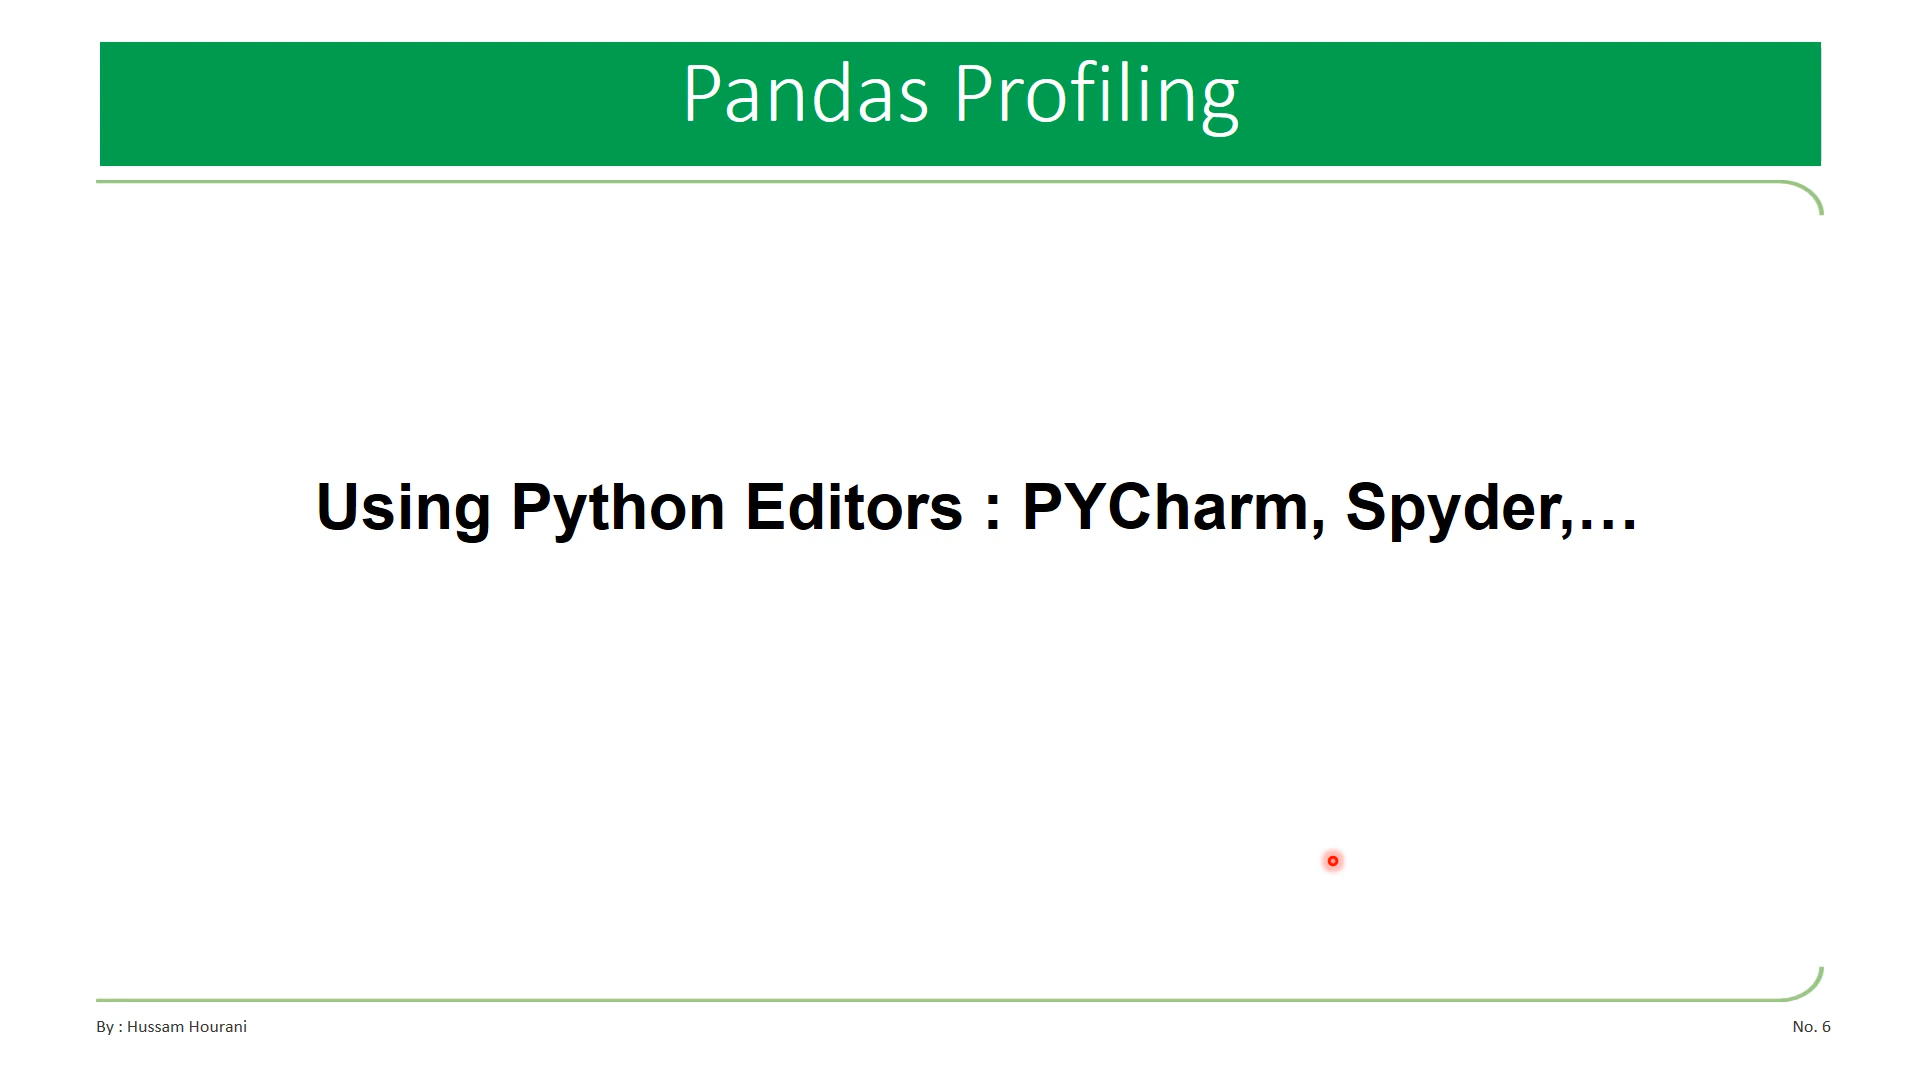 Pandas Profiling
Using Python Editors : PYCharm, Spyder,…
By : Hussam Hourani
No. 6